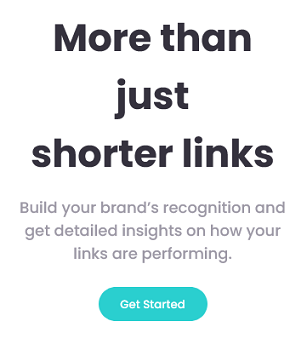 More than
just
shorter links
Build your brand's recognition and
get detailed insights on how your
links are performing.
Get Started